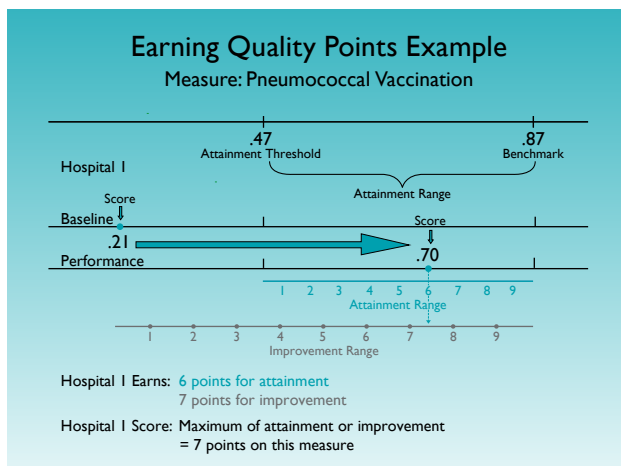 Earning Quality Points Example
Measure: Pneumococcal Vaccination
.47
.87
Attainment Threshold
Benchmark
Hospital 1
Attainment Range
Score
Score
Baseline
.21
.70
Performance
1 2 3 4 5 6 7 8 9
Attainment Range
1 2 3 4 5 6 7 8 9
Improvement Range
Hospital 1 Earns: 6 points for attainment
7 points for improvement
Hospital 1 Score: Maximum of attainment or improvement
= 7 points on this measure